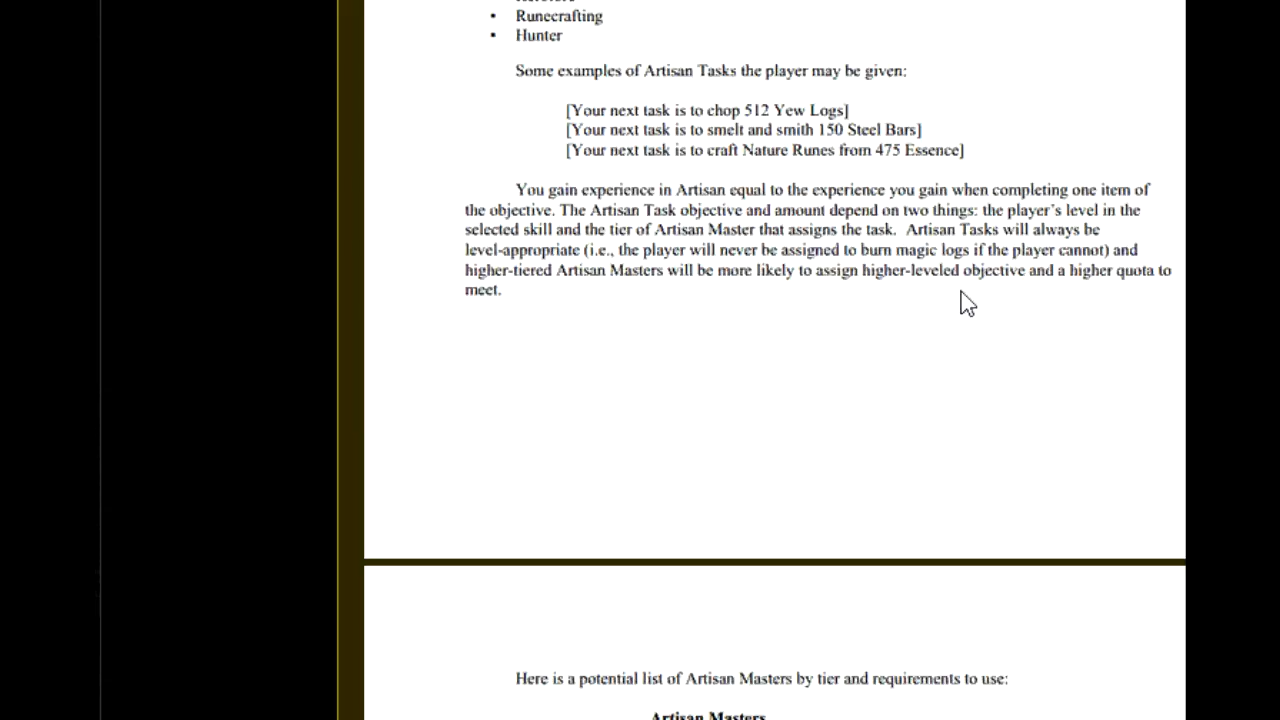 • Runecrafting
• Hunter
Some examples of Artisan Tasks the player may be given:
[Your next task is to chop 512 Yew Logs]
[Your next task is to smelt and smith 150 Steel Bars]
[Your next task is to craft Nature Runes from 475 Essence]
You gain experience in Artisan equal to the experience you gain when completing one item of
the objective. The Artisan Task objective and amount depend on two things: the player's level in the
selected skill and the tier of Artisan Master that assigns the task.  Artisan Tasks will always be
level-appropriate (i.e., the player will never be assigned to burn magic logs if the player cannot) and
higher-tiered Artisan Masters will be more likely to assign higher-leveled objective and a higher quota to
meet.
Here is a potential list of Artisan Masters by tier and requirements to use:
Artisan Masters